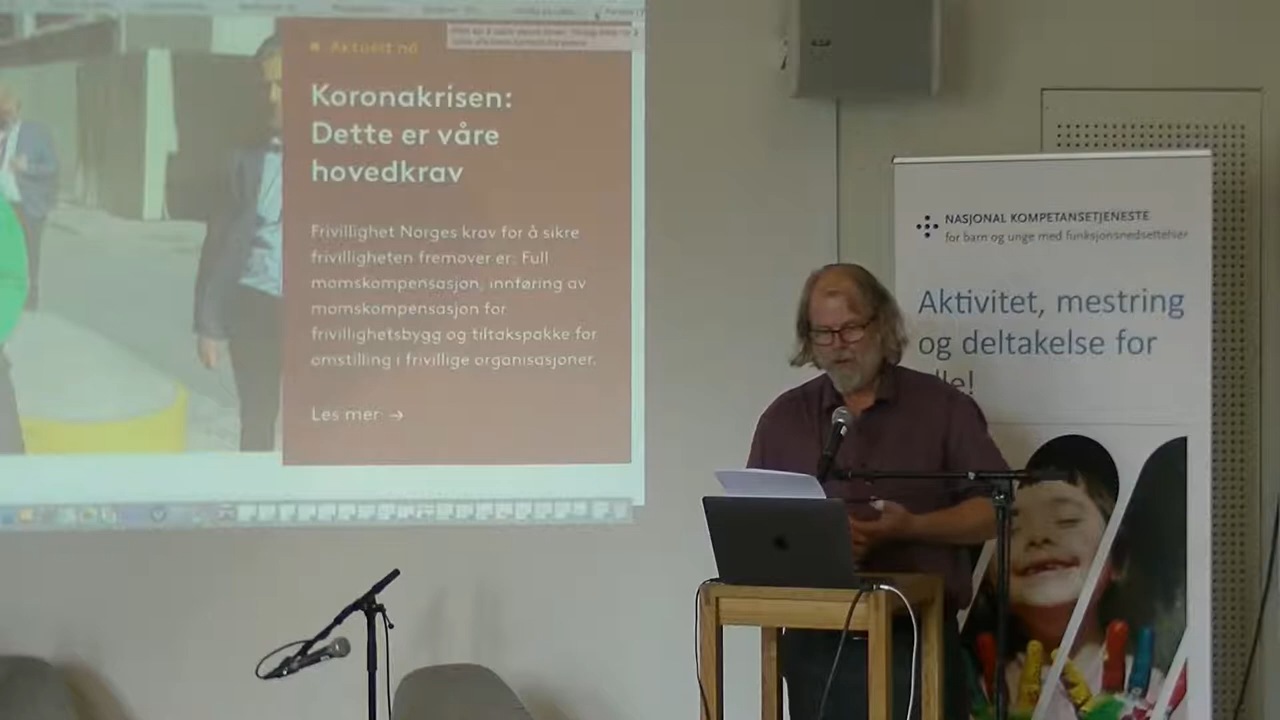 Aktuelt nå
Koronakrisen:
Dette er våre
hovedkrav
Frivillighet Norges krav for å sikre
frivilligheten fremover er: Full
momskompensasjon, innføring av
momskompensasjon for
frivillighetsbygg og tiltakspakke for
omstilling i frivillige organisasjoner.
Les mer →
NASJONAL KOMPETANSETJENESTE
for barn og unge med funksjonsnedsettelser
Aktivitet, mestring
og deltakelse for
lle!